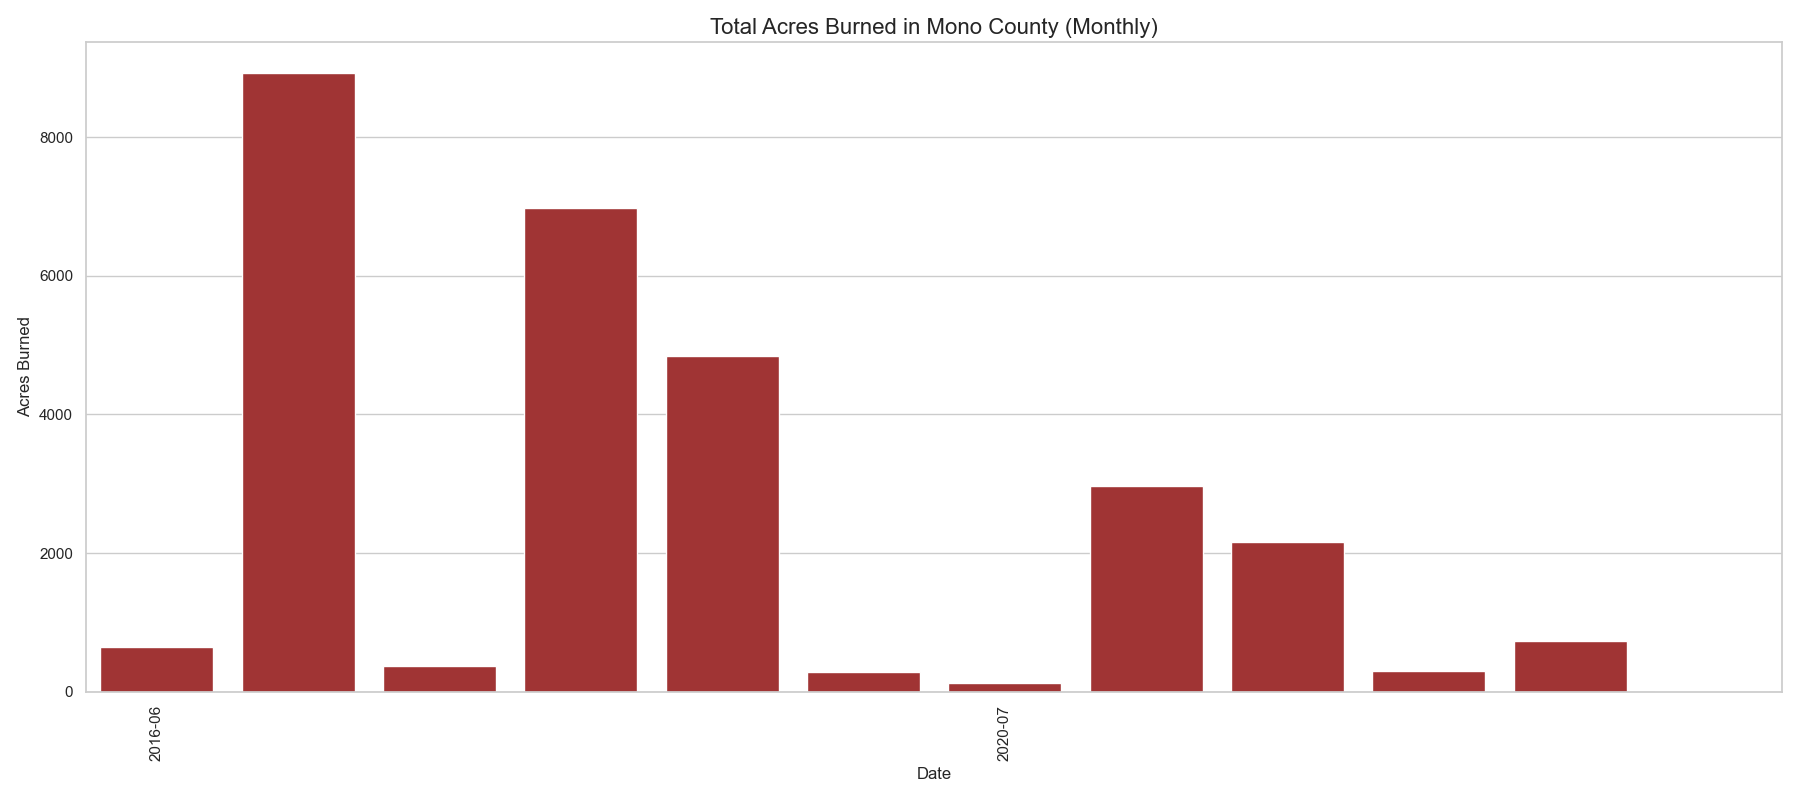 Total Acres Burned in Mono County (Monthly)
8000
6000
4000
2000
0
Acres Burned
2016-06
2020-07
Date